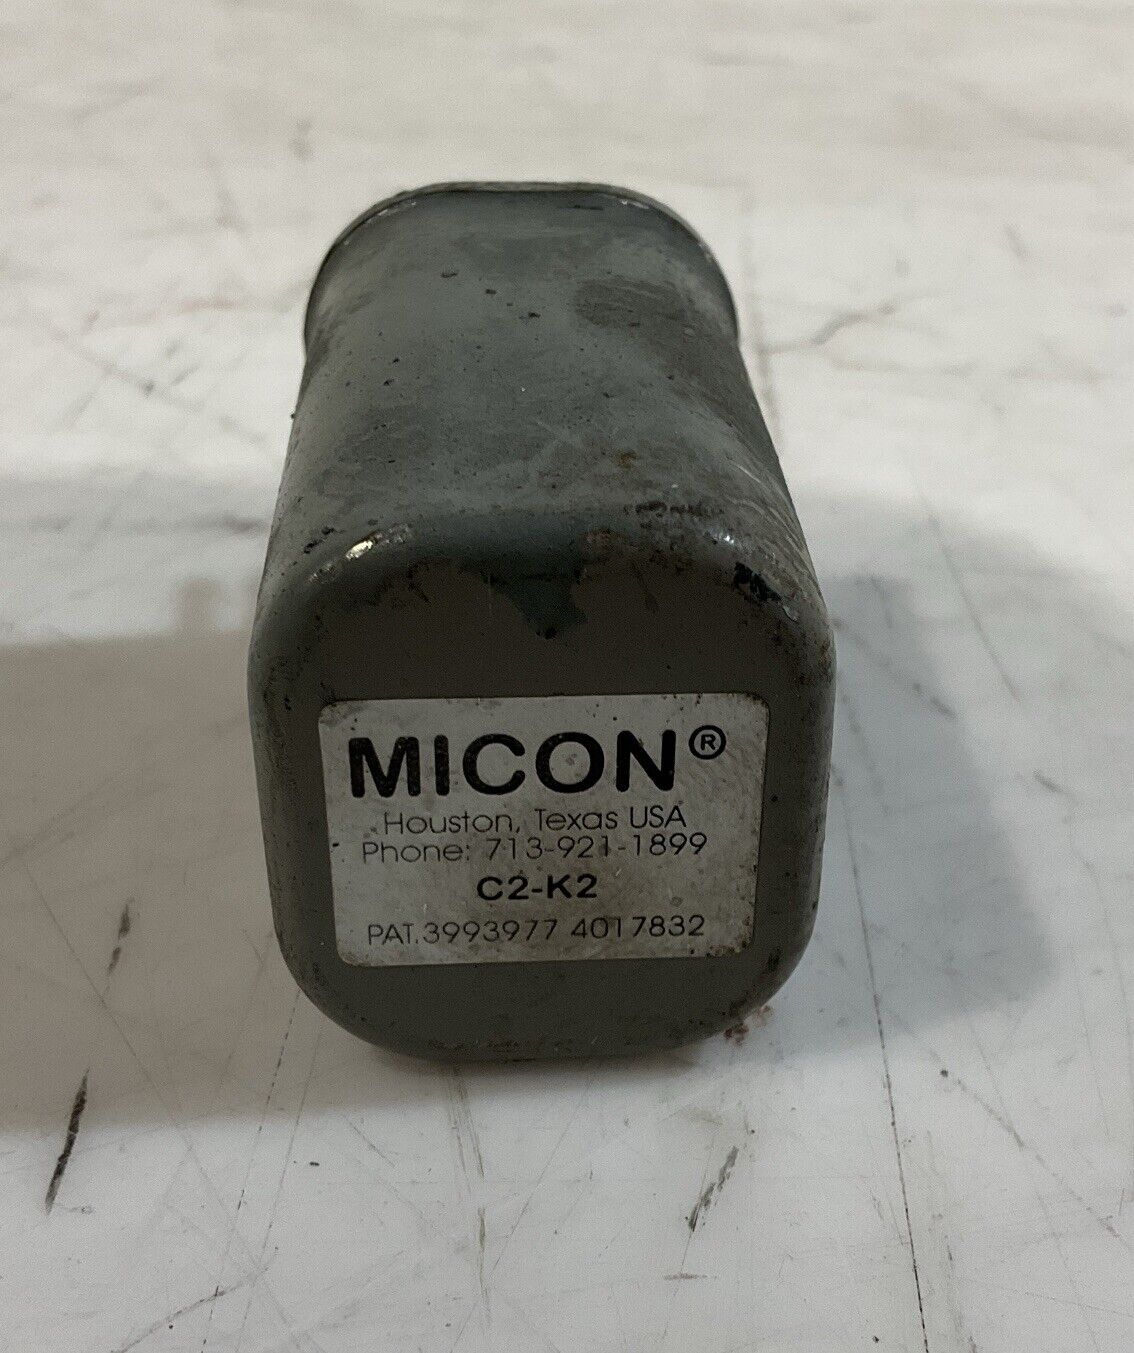 MICON®
Houston, Texas USA
Phone: 713-921-1899
C2-K2
PAT.3993977 4017832